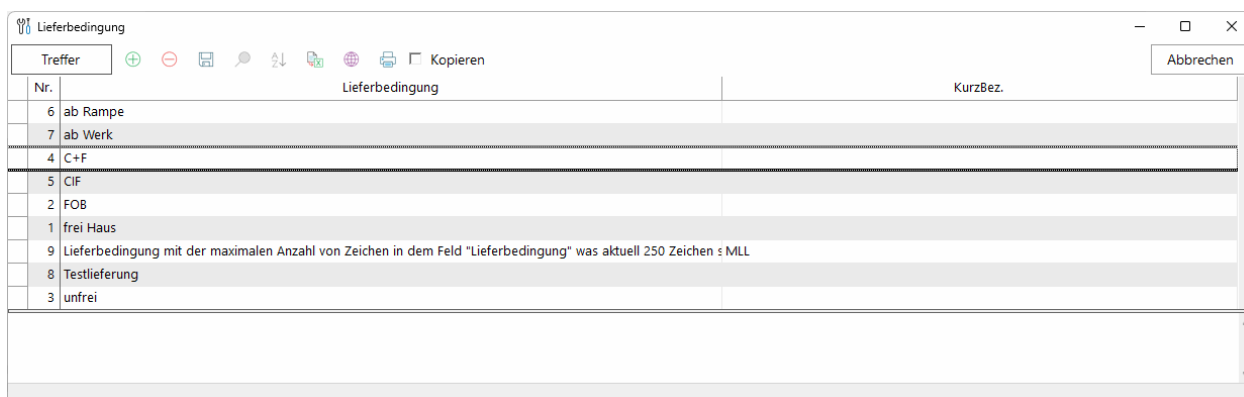 Lieferbedingung
Treffer Kopieren Abbrechen
Nr. Lieferbedingung KurzBez.
6 ab Rampe
7 ab Werk
4 C+F
5 CIF
2 FOB
1 frei Haus
9 Lieferbedingung mit der maximalen Anzahl von Zeichen in dem Feld "Lieferbedingung" was aktuell 250 Zeichen s MLL
8 Testlieferung
3 unfrei